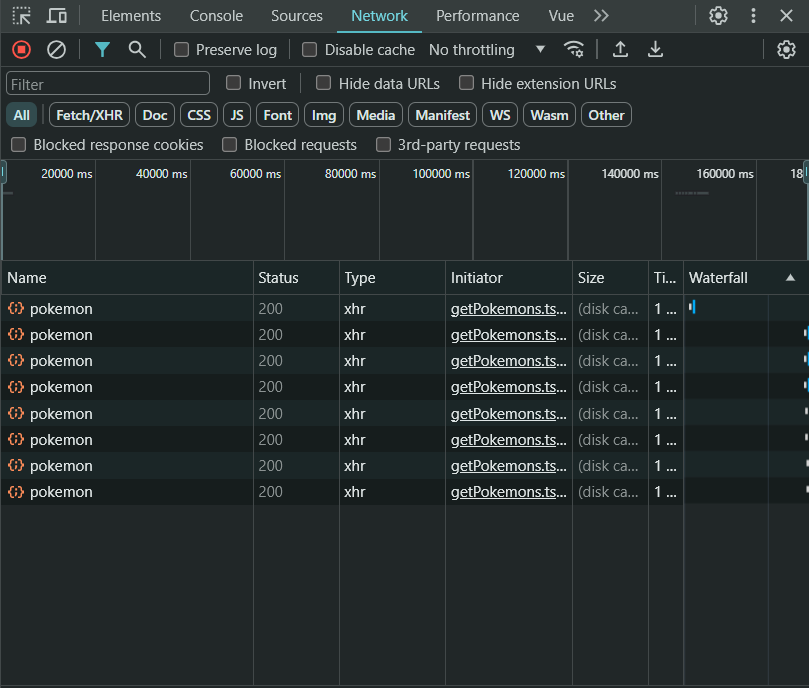 Elements Console Sources Network Performance Vue
Preserve log Disable cache No throttling
Filter Invert Hide data URLs Hide extension URLs
All Fetch/XHR Doc CSS JS Font Img Media Manifest WS Wasm Other
Blocked response cookies Blocked requests 3rd-party requests
20000 ms 40000 ms 60000 ms 80000 ms 100000 ms 120000 ms 140000 ms 160000 ms 18
Name Status Type Initiator Size Ti... Waterfall
pokemon 200 xhr getPokemons.ts... (disk ca... 1 ...
pokemon 200 xhr getPokemons.ts... (disk ca... 1 ...
pokemon 200 xhr getPokemons.ts... (disk ca... 1 ...
pokemon 200 xhr getPokemons.ts... (disk ca... 1 ...
pokemon 200 xhr getPokemons.ts... (disk ca... 1 ...
pokemon 200 xhr getPokemons.ts... (disk ca... 1 ...
pokemon 200 xhr getPokemons.ts... (disk ca... 1 ...
pokemon 200 xhr getPokemons.ts... (disk ca... 1 ...